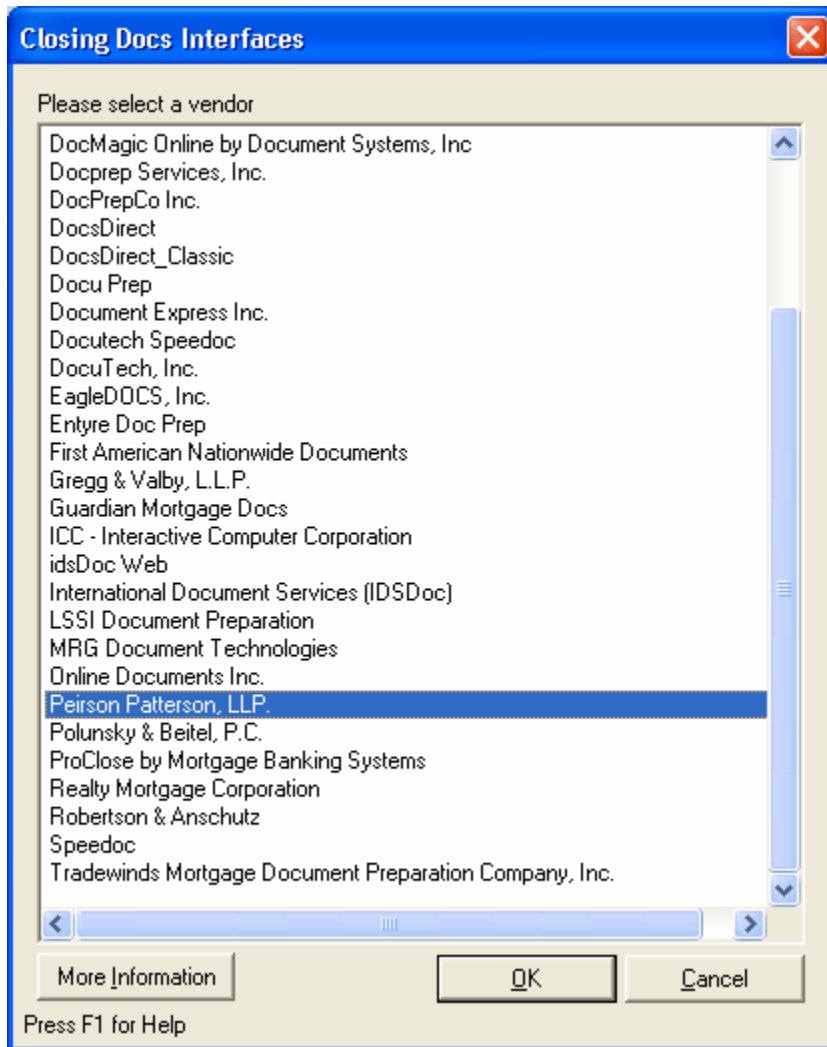 Closing Docs Interfaces
Please select a vendor
DocMagic Online by Document Systems, Inc
Docprep Services, Inc.
DocPrepCo Inc.
DocsDirect
DocsDirect_Classic
Docu Prep
Document Express Inc.
Docutech Speedoc
DocuTech, Inc.
EagleDOCS, Inc.
Entyre Doc Prep
First American Nationwide Documents
Gregg & Valby, L.L.P.
Guardian Mortgage Docs
ICC - Interactive Computer Corporation
idsDoc Web
International Document Services (IDSDoc)
LSSI Document Preparation
MRG Document Technologies
Online Documents Inc.
Peirson Patterson, LLP.
Polunsky & Beitel, P.C.
ProClose by Mortgage Banking Systems
Realty Mortgage Corporation
Robertson & Anschutz
Speedoc
Tradewinds Mortgage Document Preparation Company, Inc.
More Information OK Cancel
Press F1 for Help